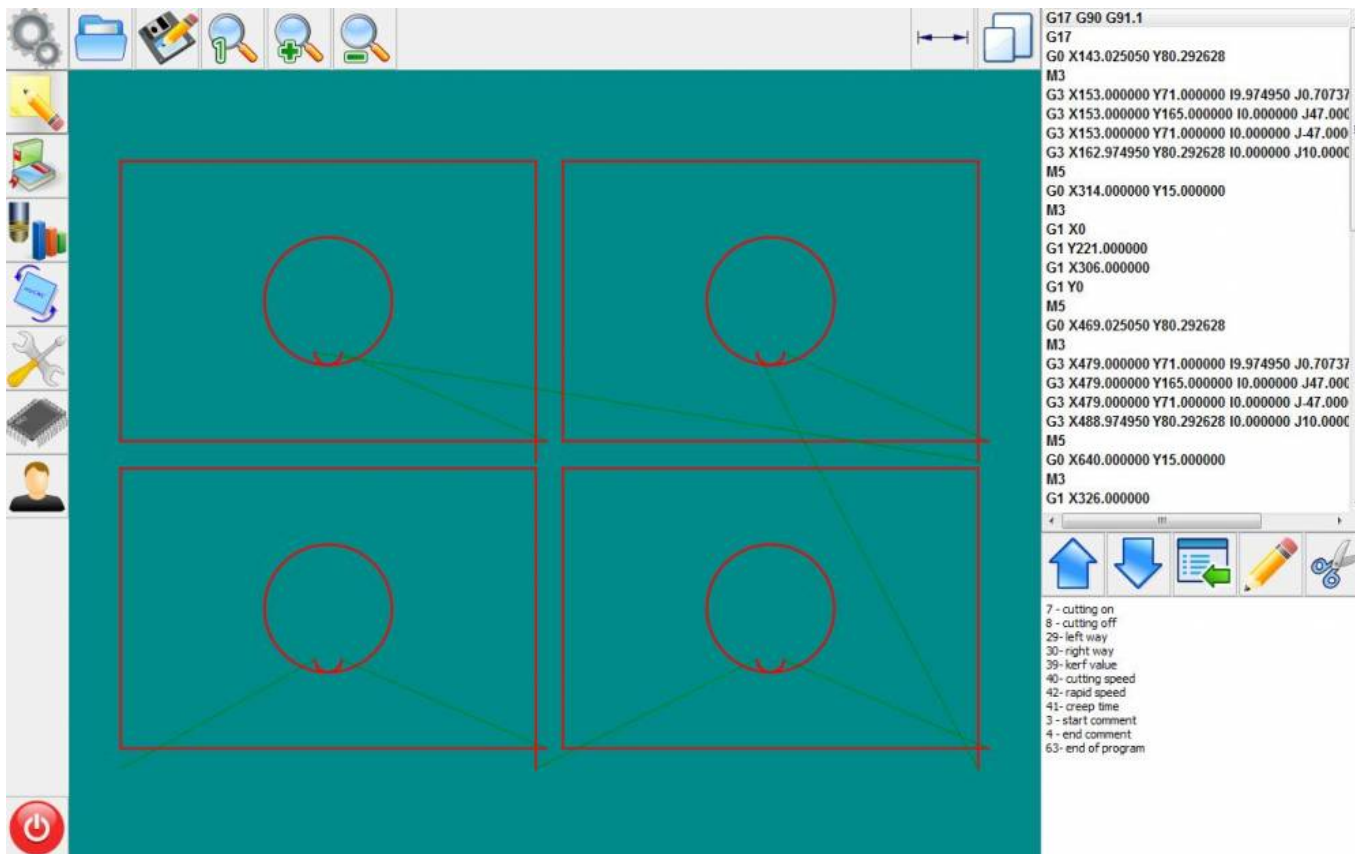 G17 G90 G91.1
G17
G0 X143.025050 Y80.292628
M3
G3 X153.000000 Y71.000000 I9.974950 J0.70737
G3 X153.000000 Y165.000000 I0.000000 J47.000
G3 X153.000000 Y71.000000 I0.000000 J-47.000
G3 X162.974950 Y80.292628 I0.000000 J10.0000
M5
G0 X314.000000 Y15.000000
M3
G1 X0
G1 Y221.000000
G1 X306.000000
G1 Y0
M5
G0 X469.025050 Y80.292628
M3
G3 X479.000000 Y71.000000 I9.974950 J0.70737
G3 X479.000000 Y165.000000 I0.000000 J47.000
G3 X479.000000 Y71.000000 I0.000000 J-47.000
G3 X488.974950 Y80.292628 I0.000000 J10.0000
M5
G0 X640.000000 Y15.000000
M3
G1 X326.000000
7 - cutting on
8 - cutting off
29- left way
30- right way
39- kerf value
40- cutting speed
42- rapid speed
41- creep time
3 - start comment
4 - end comment
63- end of program
1